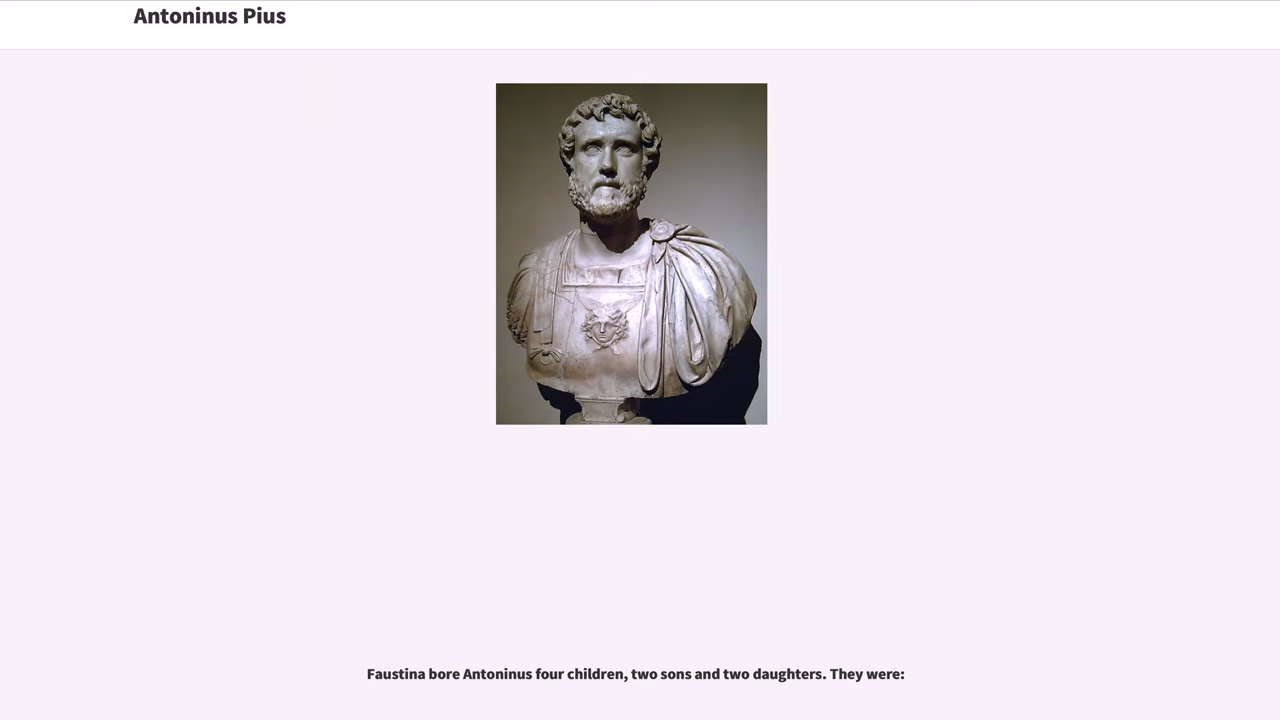 Antoninus Pius
Faustina bore Antoninus four children, two sons and two daughters. They were: